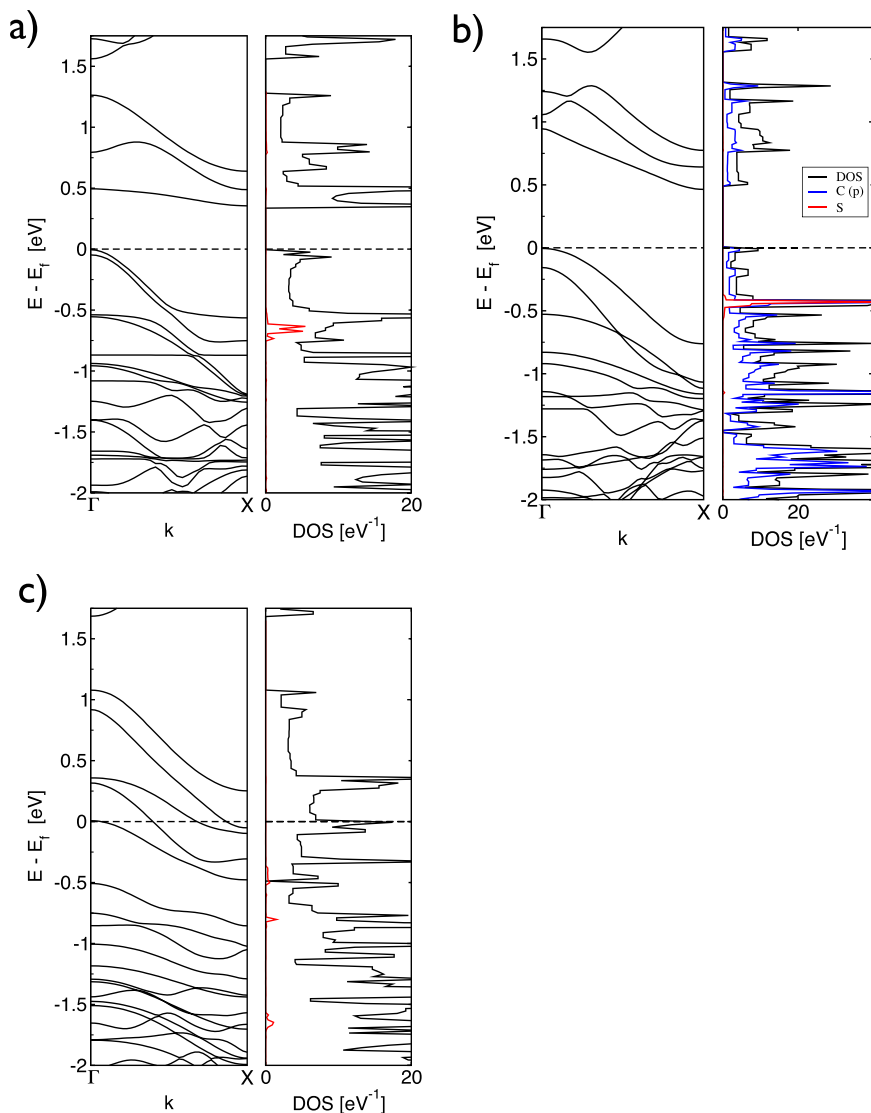 a)
1.5
1
0.5
0
-0.5
-1
-1.5
-2
E - E_f [eV]
Γ
X
k
0
20
DOS [eV⁻¹]
b)
1.5
1
0.5
0
-0.5
-1
-1.5
-2
E - E_f [eV]
Γ
X
k
20
DOS [eV⁻¹]
DOS
C (p)
S
c)
1.5
1
0.5
0
-0.5
-1
-1.5
-2
E - E_f [eV]
Γ
X
k
0
20
DOS [eV⁻¹]